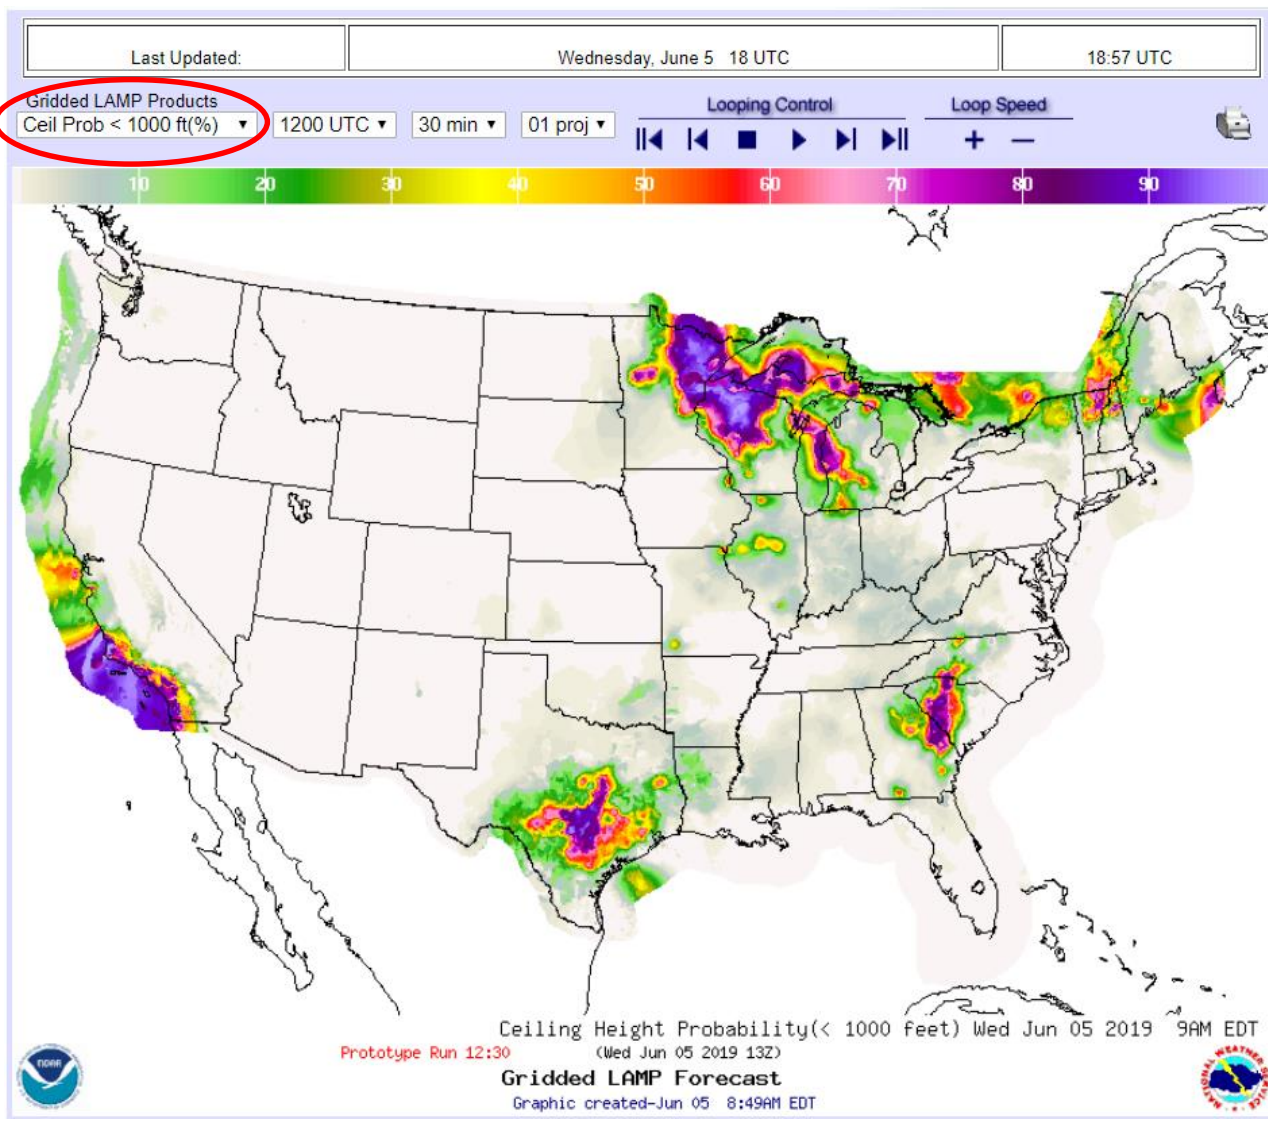 Last Updated: Wednesday, June 5 18 UTC 18:57 UTC
Gridded LAMP Products Looping Control Loop Speed
Ceil Prob < 1000 ft(%) 1200 UTC 30 min 01 proj
10 20 30 40 50 60 70 80 90
Ceiling Height Probability(< 1000 feet) Wed Jun 05 2019 9AM EDT
Prototype Run 12:30 (Wed Jun 05 2019 13Z)
Gridded LAMP Forecast
Graphic created-Jun 05 8:49AM EDT
noaa
NATIONAL WEATHER SERVICE